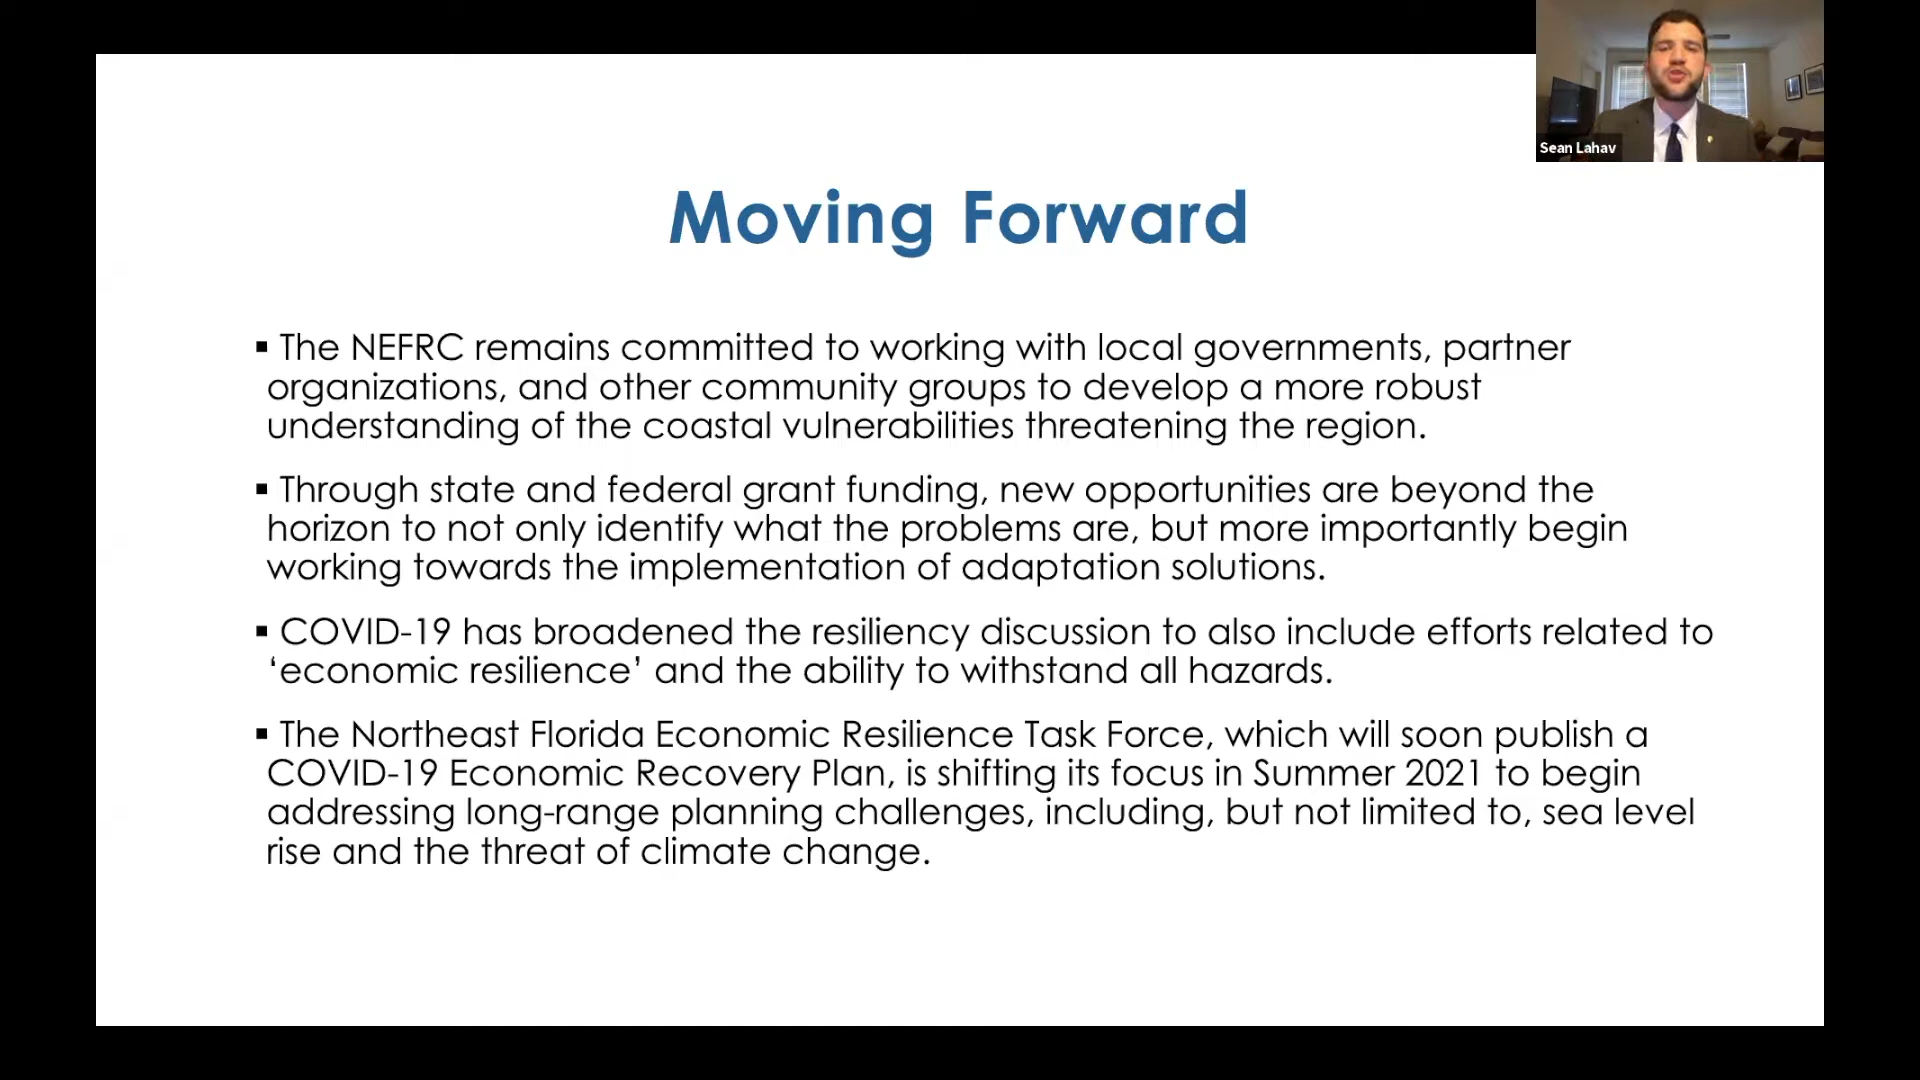 Sean Lahav
Moving Forward
▪ The NEFRC remains committed to working with local governments, partner
organizations, and other community groups to develop a more robust
understanding of the coastal vulnerabilities threatening the region.
▪ Through state and federal grant funding, new opportunities are beyond the
horizon to not only identify what the problems are, but more importantly begin
working towards the implementation of adaptation solutions.
▪ COVID-19 has broadened the resiliency discussion to also include efforts related to
‘economic resilience’ and the ability to withstand all hazards.
▪ The Northeast Florida Economic Resilience Task Force, which will soon publish a
COVID-19 Economic Recovery Plan, is shifting its focus in Summer 2021 to begin
addressing long-range planning challenges, including, but not limited to, sea level
rise and the threat of climate change.